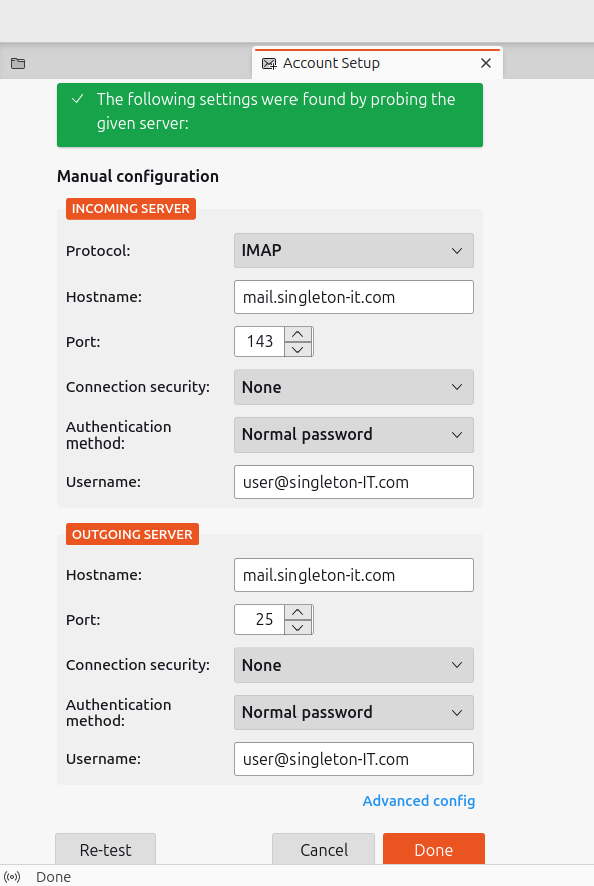 Account Setup
The following settings were found by probing the
given server:
Manual configuration
INCOMING SERVER
Protocol:
IMAP
Hostname:
mail.singleton-it.com
Port:
143
Connection security:
None
Authentication
method:
Normal password
Username:
user@singleton-IT.com
OUTGOING SERVER
Hostname:
mail.singleton-it.com
Port:
25
Connection security:
None
Authentication
method:
Normal password
Username:
user@singleton-IT.com
Advanced config
Re-test
Cancel
Done
Done